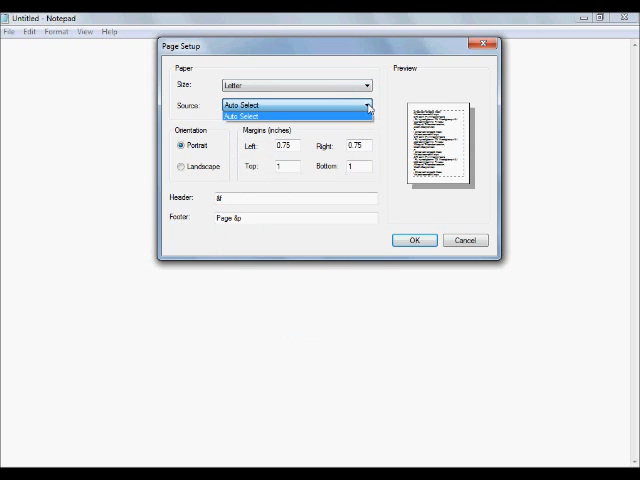 Untitled - Notepad
File Edit Format View Help
Page Setup
Paper
Size: Letter
Source: Auto Select
Auto Select
Orientation
Portrait
Landscape
Margins (inches)
Left: 0.75 Right: 0.75
Top: 1 Bottom: 1
Header: &f
Footer: Page &p
Preview
OK Cancel